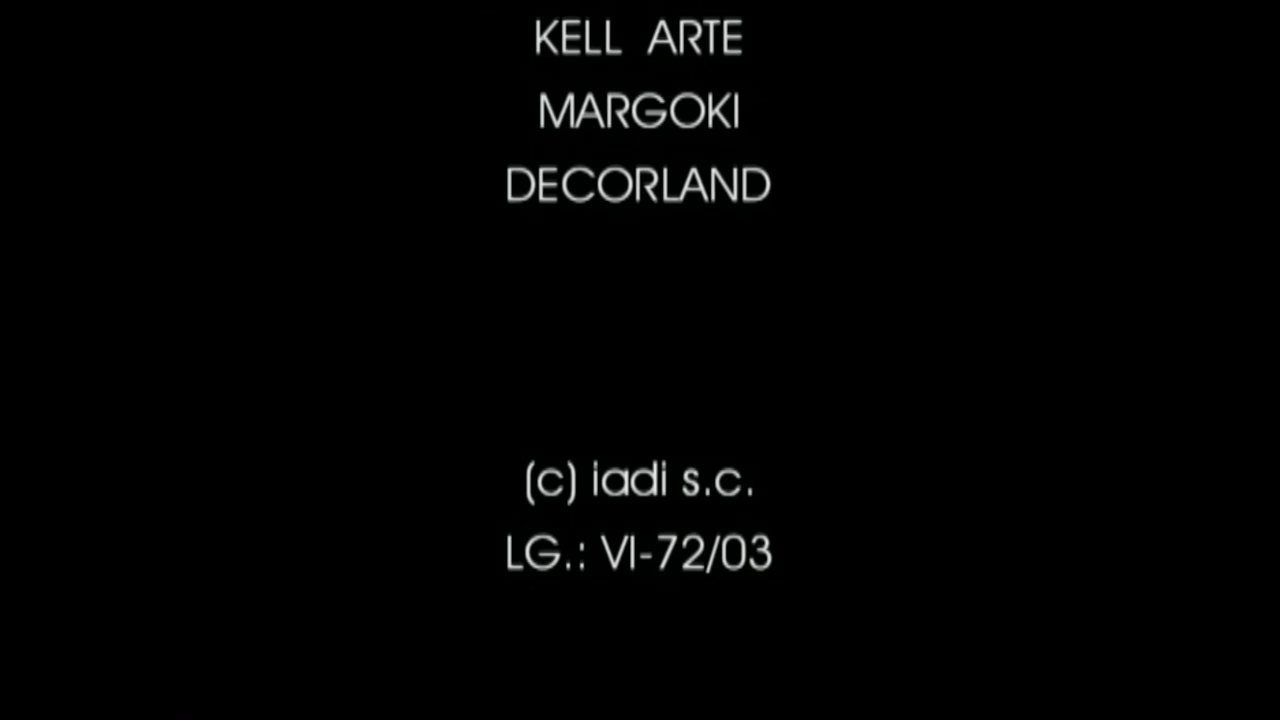 KELL ARTE
MARGOKI
DECORLAND
(c) iadi s.c.
LG.: VI-72/03